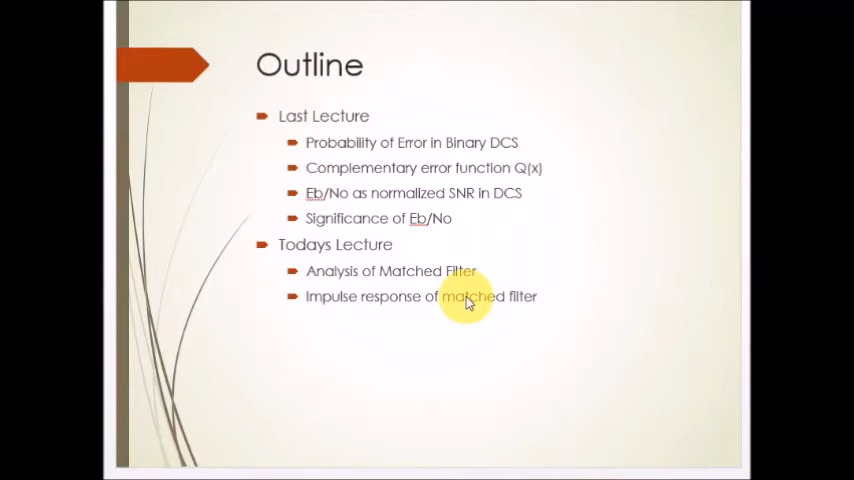 Outline
Last Lecture
Probability of Error in Binary DCS
Complementary error function Q(x)
Eb/No as normalized SNR in DCS
Significance of Eb/No
Todays Lecture
Analysis of Matched Filter
Impulse response of matched filter